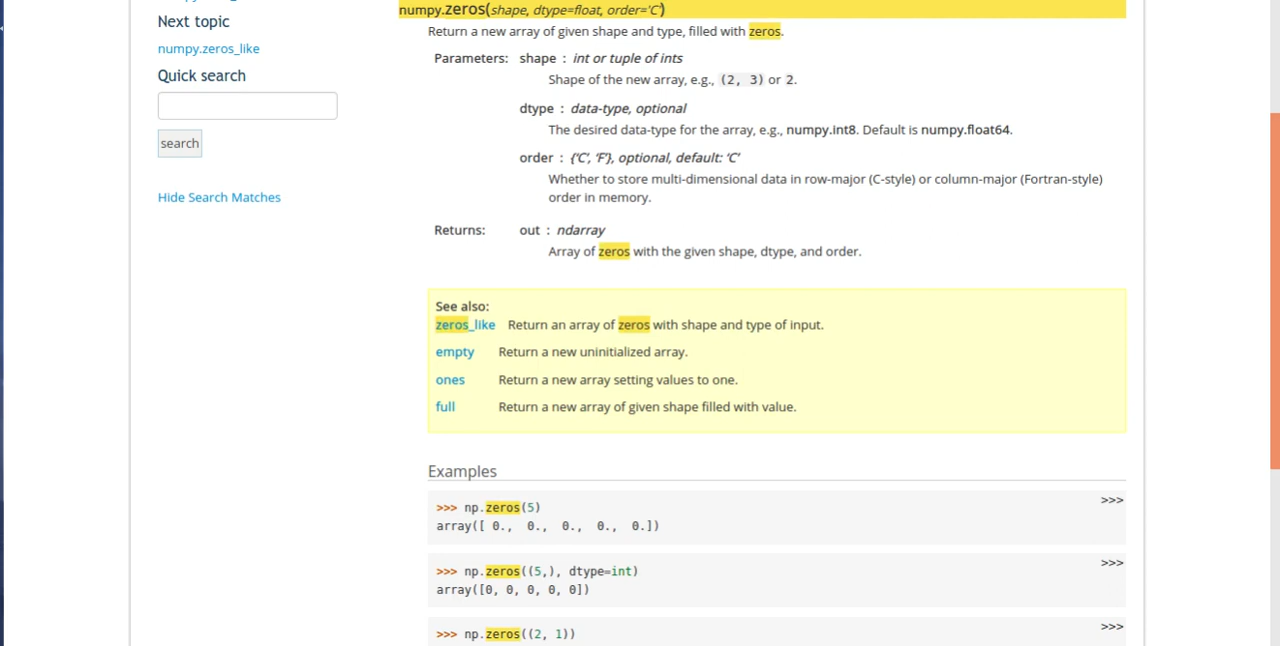 Next topic
numpy.zeros_like
Quick search
search
Hide Search Matches
numpy.zeros(shape, dtype=float, order='C')
Return a new array of given shape and type, filled with zeros.
Parameters: shape : int or tuple of ints
Shape of the new array, e.g., (2, 3) or 2.
dtype : data-type, optional
The desired data-type for the array, e.g., numpy.int8. Default is numpy.float64.
order : {‘C’, ‘F’}, optional, default: ‘C’
Whether to store multi-dimensional data in row-major (C-style) or column-major (Fortran-style)
order in memory.
Returns: out : ndarray
Array of zeros with the given shape, dtype, and order.
See also:
zeros_like Return an array of zeros with shape and type of input.
empty Return a new uninitialized array.
ones Return a new array setting values to one.
full Return a new array of given shape filled with value.
Examples
>>> np.zeros(5) >>>
array([ 0.,  0.,  0.,  0.,  0.])
>>> np.zeros((5,), dtype=int) >>>
array([0, 0, 0, 0, 0])
>>> np.zeros((2, 1)) >>>